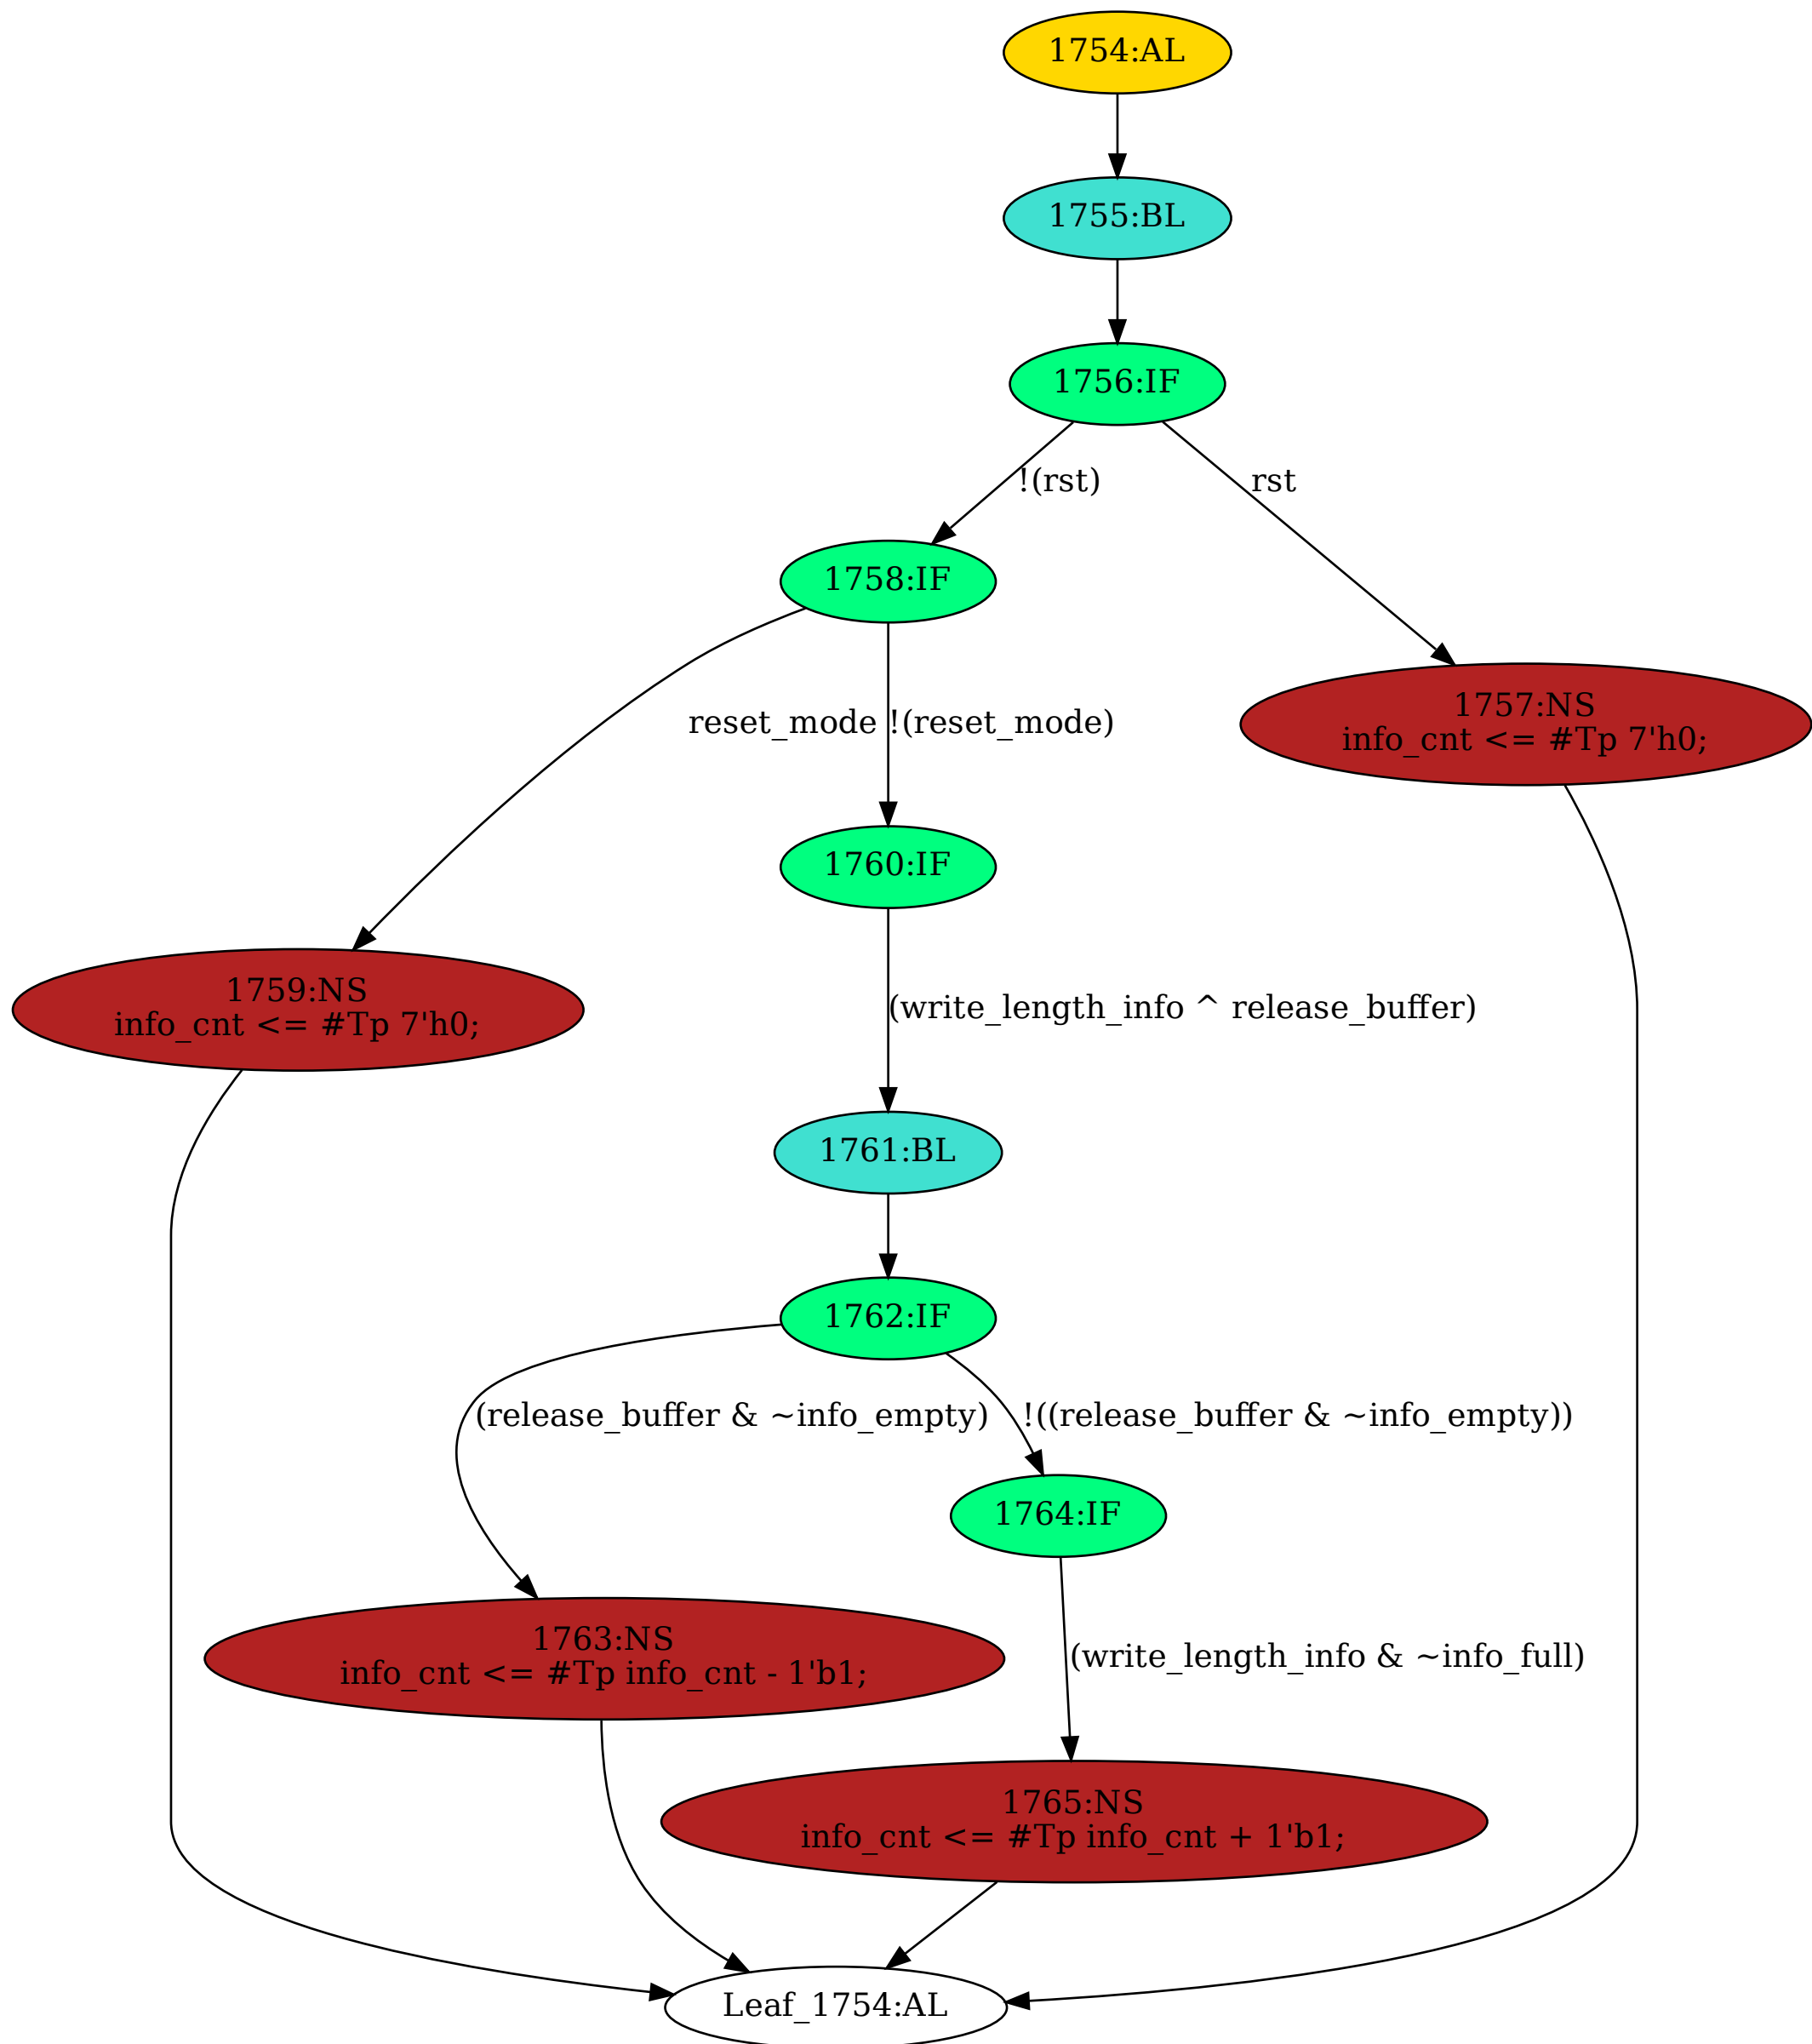 1754:AL
1755:BL
1756:IF
!(rst)
rst
1758:IF
1757:NS
info_cnt <= #Tp 7'h0;
reset_mode
!(reset_mode)
1760:IF
1759:NS
info_cnt <= #Tp 7'h0;
(write_length_info ^ release_buffer)
1761:BL
1762:IF
(release_buffer & ~info_empty)
!((release_buffer & ~info_empty))
1764:IF
1763:NS
info_cnt <= #Tp info_cnt - 1'b1;
(write_length_info & ~info_full)
1765:NS
info_cnt <= #Tp info_cnt + 1'b1;
Leaf_1754:AL